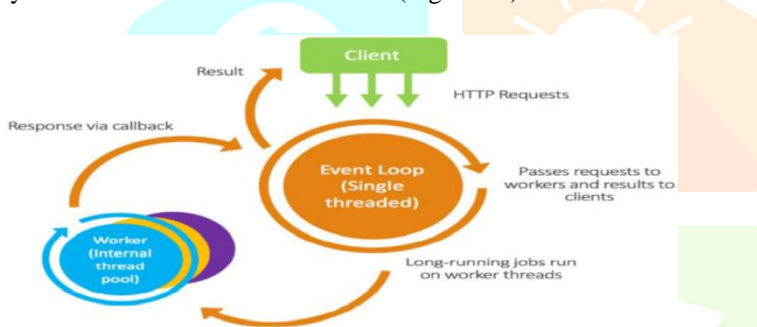 Client
Result
HTTP Requests
Response via callback
Event Loop
(Single
threaded)
Passes requests to
workers and results to
clients
Worker
(Internal
thread
pool)
Long-running jobs run
on worker threads